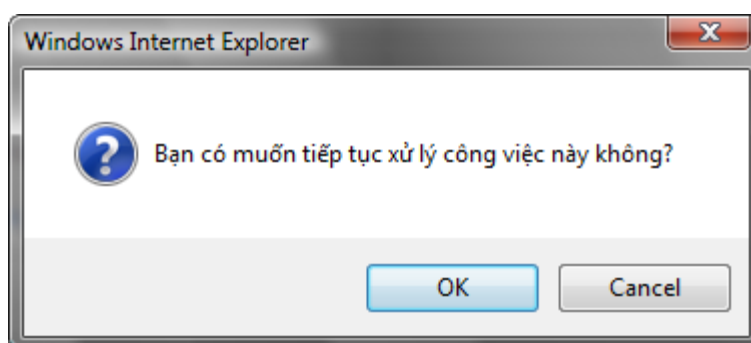 Windows Internet Explorer
Bạn có muốn tiếp tục xử lý công việc này không?
OK
Cancel